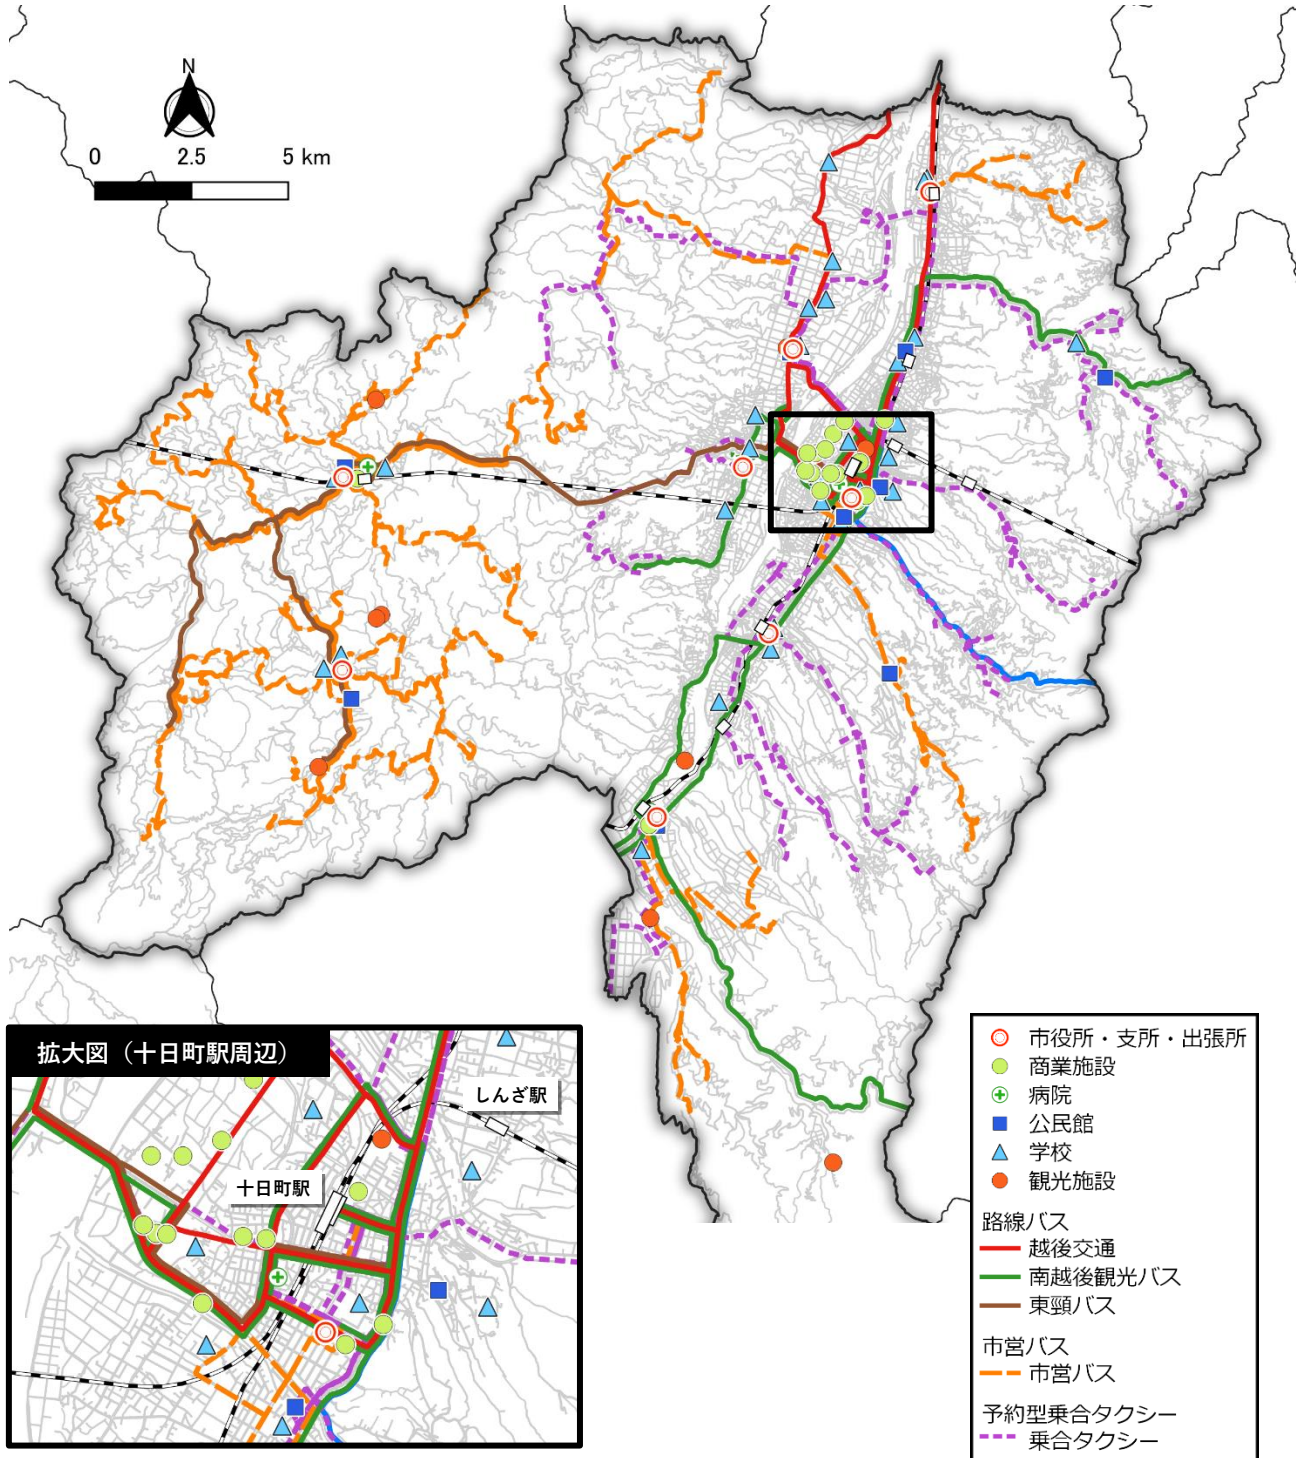 N
0 2.5 5 km
拡大図（十日町駅周辺）
しんざ駅
十日町駅
市役所・支所・出張所
商業施設
病院
公民館
学校
観光施設
路線バス
越後交通
南越後観光バス
東頸バス
市営バス
市営バス
予約型乗合タクシー
乗合タクシー